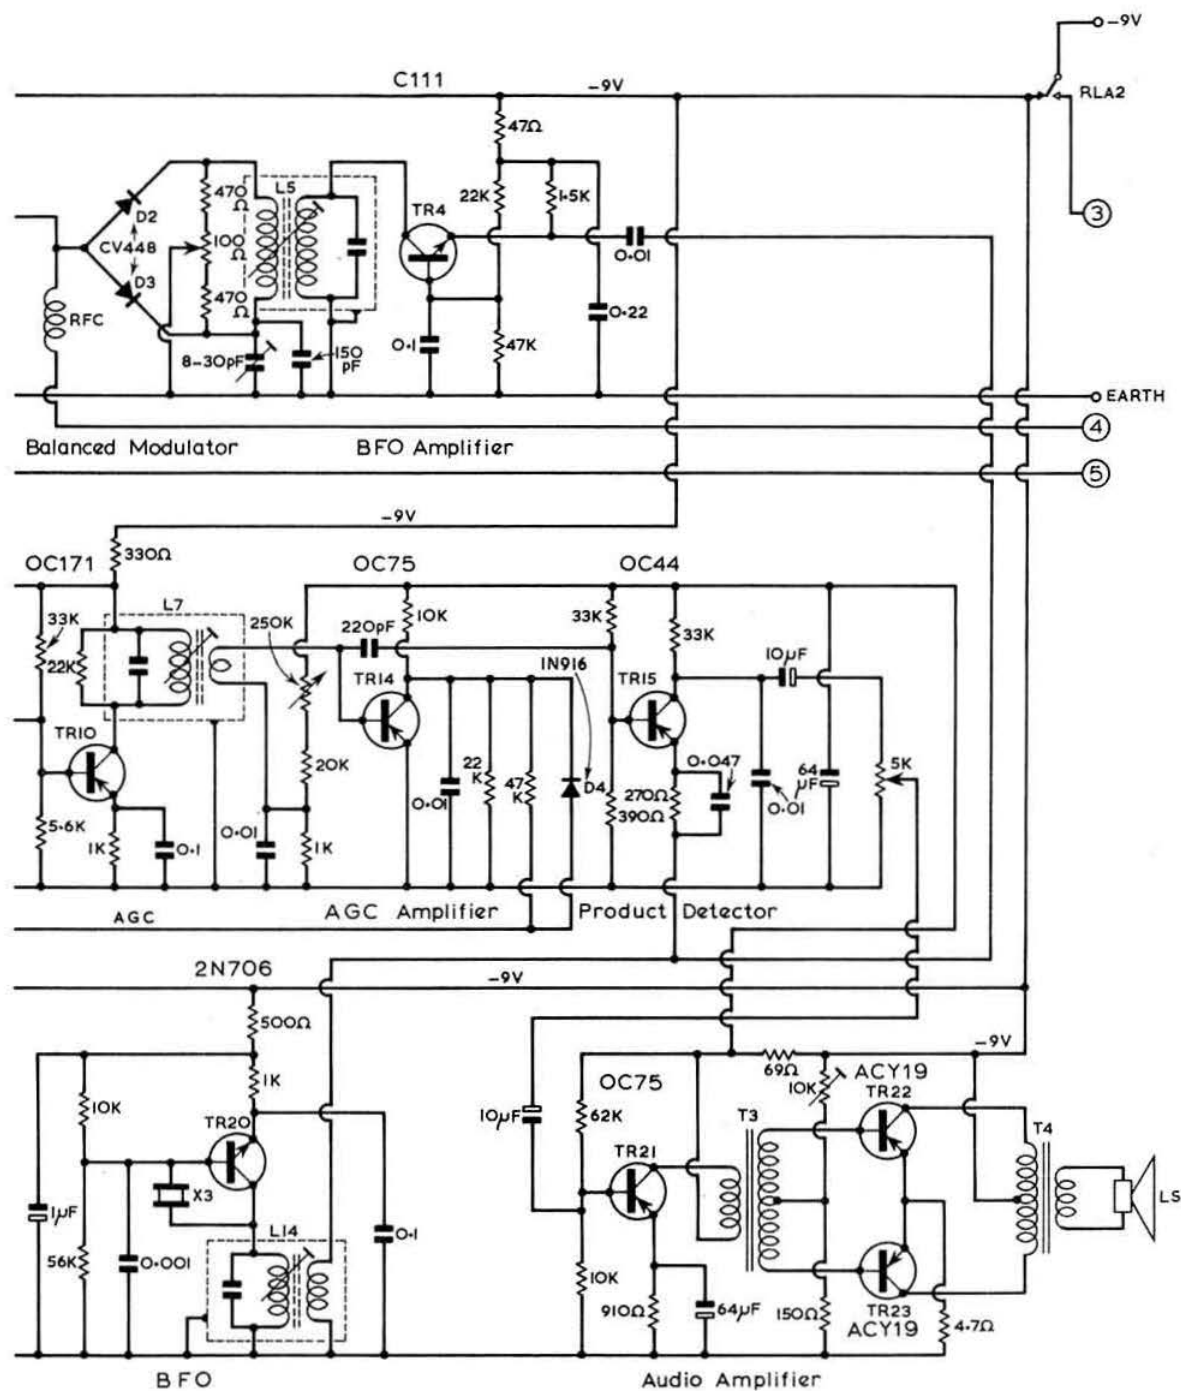 -9V
C111
-9V
RLA2
47Ω
22K
1·5K
470
Ω
L5
D2
CV448
100
Ω
D3
470
Ω
TR4
0·01
3
RFC
0·22
8-30pF
150
pF
0·1
47K
EARTH
4
Balanced Modulator
BFO Amplifier
5
-9V
OC171
330Ω
OC75
OC44
33K
L7
250K
10K
33K
33K
22K
220pF
1N916
10μF
TR14
TR15
TR10
20K
22
K
47
K
D4
0·047
64
μF
5K
0·01
270Ω
390Ω
0·01
5·6K
1K
0·1
0·01
1K
AGC
AGC Amplifier
Product Detector
2N706
-9V
500Ω
-9V
1K
69Ω
10K
ACY19
OC75
TR22
10K
10μF
62K
T3
T4
TR20
TR21
X3
LS
1μF
L14
0·1
56K
0·001
10K
910Ω
64μF
150Ω
TR23
ACY19
4·7Ω
BFO
Audio Amplifier